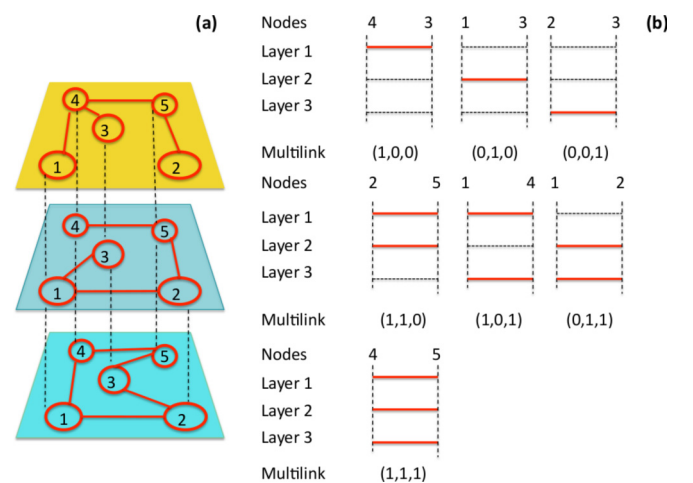 (a)
4
5
3
1
2
4
5
3
1
2
4
5
3
1
2
(b)
Nodes 4 3 1 3 2 3
Layer 1
Layer 2
Layer 3
Multilink (1,0,0) (0,1,0) (0,0,1)
Nodes 2 5 1 4 1 2
Layer 1
Layer 2
Layer 3
Multilink (1,1,0) (1,0,1) (0,1,1)
Nodes 4 5
Layer 1
Layer 2
Layer 3
Multilink (1,1,1)